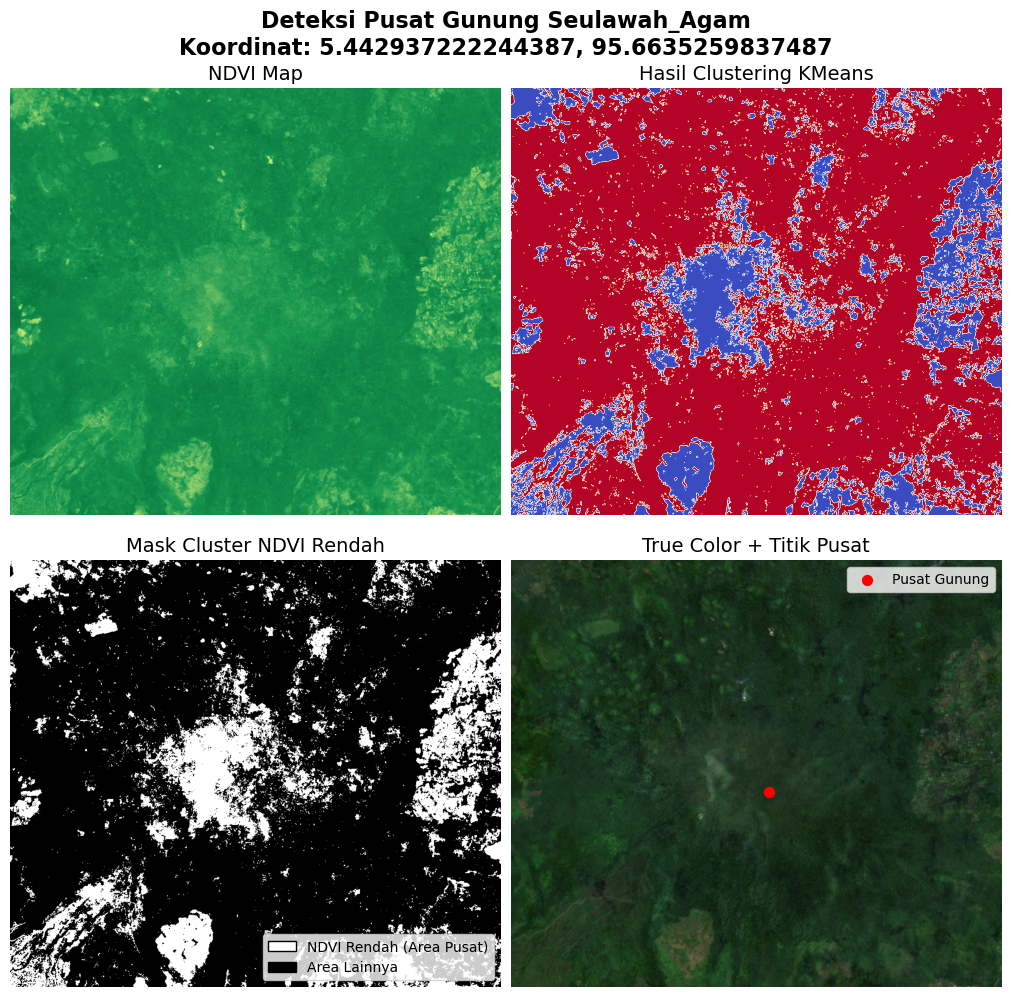 Deteksi Pusat Gunung Seulawah_Agam
Koordinat: 5.442937222244387, 95.6635259837487
NDVI Map
Hasil Clustering KMeans
Mask Cluster NDVI Rendah
True Color + Titik Pusat
Pusat Gunung
NDVI Rendah (Area Pusat)
Area Lainnya